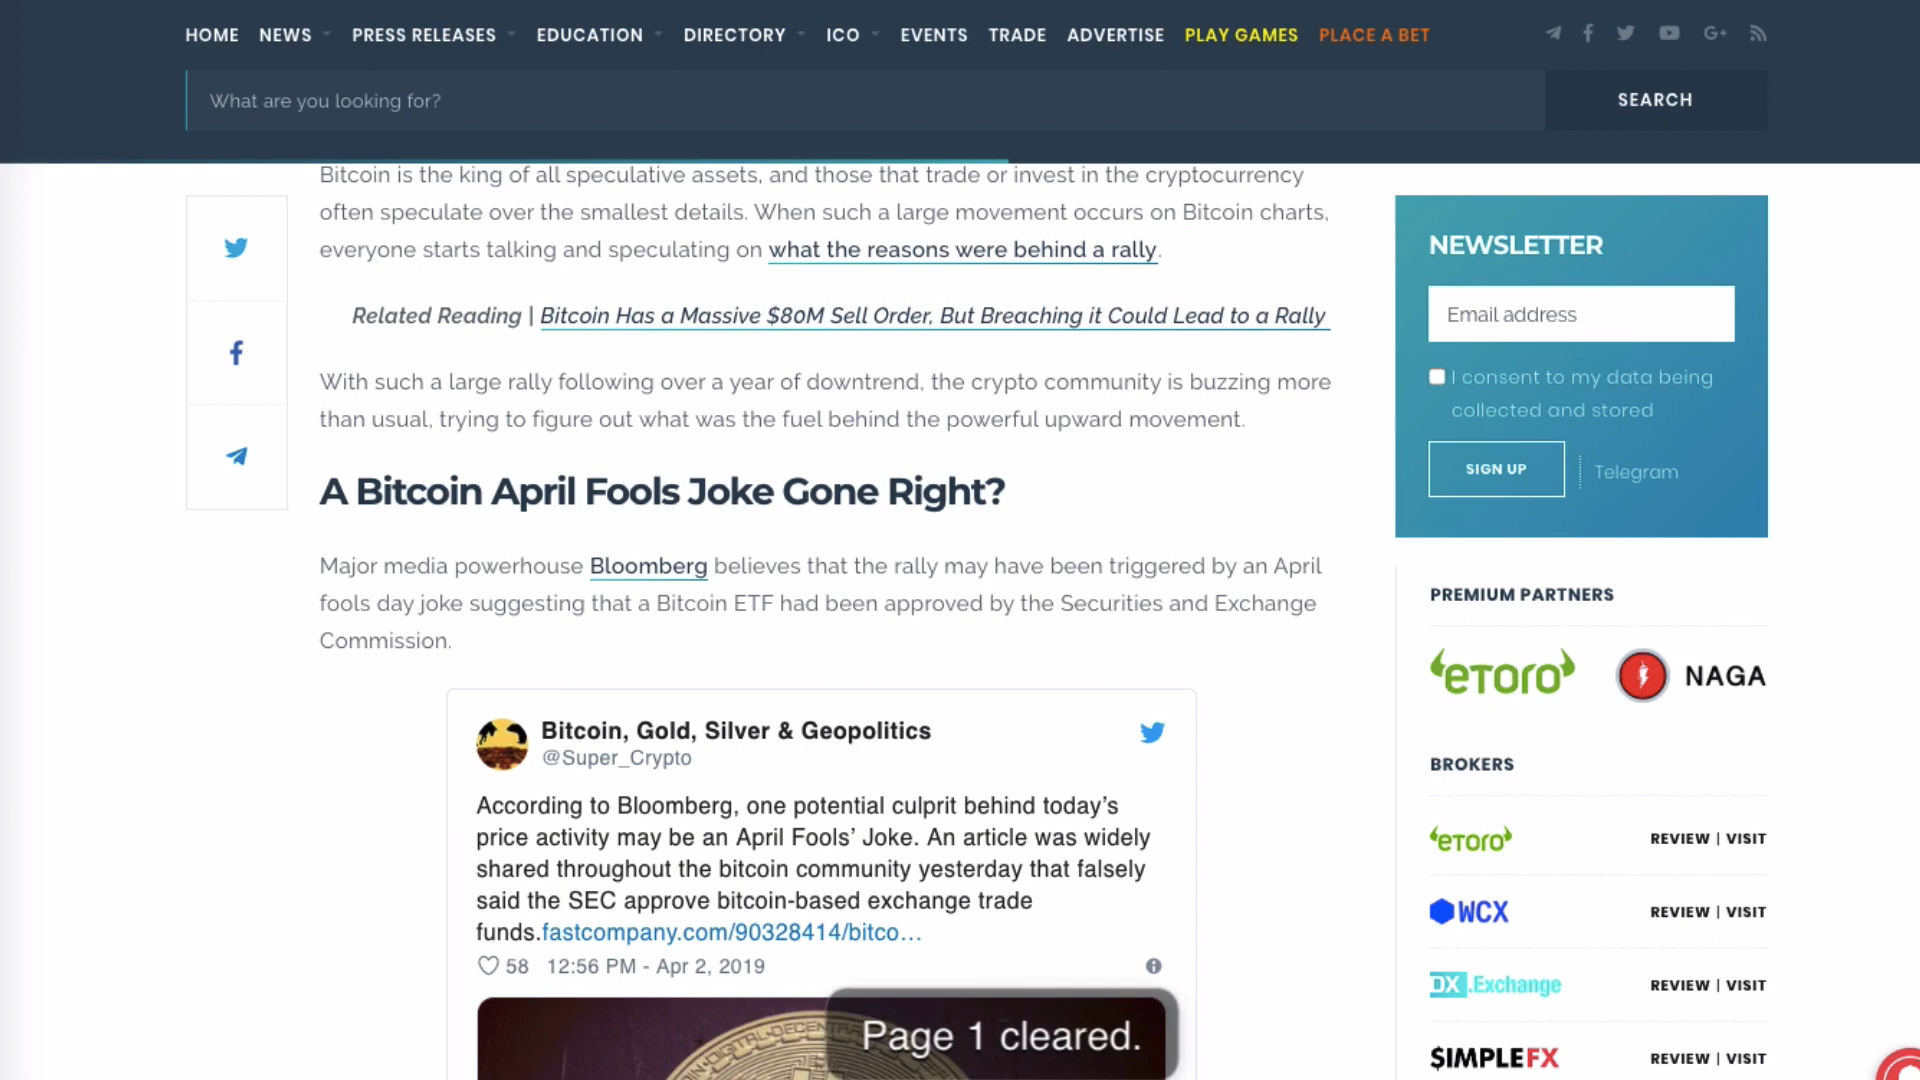 HOME NEWS PRESS RELEASES EDUCATION DIRECTORY ICO EVENTS TRADE ADVERTISE PLAY GAMES PLACE A BET
What are you looking for?
SEARCH
Bitcoin is the king of all speculative assets, and those that trade or invest in the cryptocurrency
often speculate over the smallest details. When such a large movement occurs on Bitcoin charts,
everyone starts talking and speculating on what the reasons were behind a rally.
Related Reading | Bitcoin Has a Massive $80M Sell Order, But Breaching it Could Lead to a Rally
With such a large rally following over a year of downtrend, the crypto community is buzzing more
than usual, trying to figure out what was the fuel behind the powerful upward movement.
A Bitcoin April Fools Joke Gone Right?
Major media powerhouse Bloomberg believes that the rally may have been triggered by an April
fools day joke suggesting that a Bitcoin ETF had been approved by the Securities and Exchange
Commission.
Bitcoin, Gold, Silver & Geopolitics
@Super_Crypto
According to Bloomberg, one potential culprit behind today's
price activity may be an April Fools' Joke. An article was widely
shared throughout the bitcoin community yesterday that falsely
said the SEC approve bitcoin-based exchange trade
funds.fastcompany.com/90328414/bitco…
58 12:56 PM - Apr 2, 2019
Page 1 cleared.
NEWSLETTER
Email address
I consent to my data being
collected and stored
SIGN UP
Telegram
PREMIUM PARTNERS
eToro
NAGA
BROKERS
eToro REVIEW | VISIT
WCX REVIEW | VISIT
DX.Exchange REVIEW | VISIT
$IMPLEFX REVIEW | VISIT